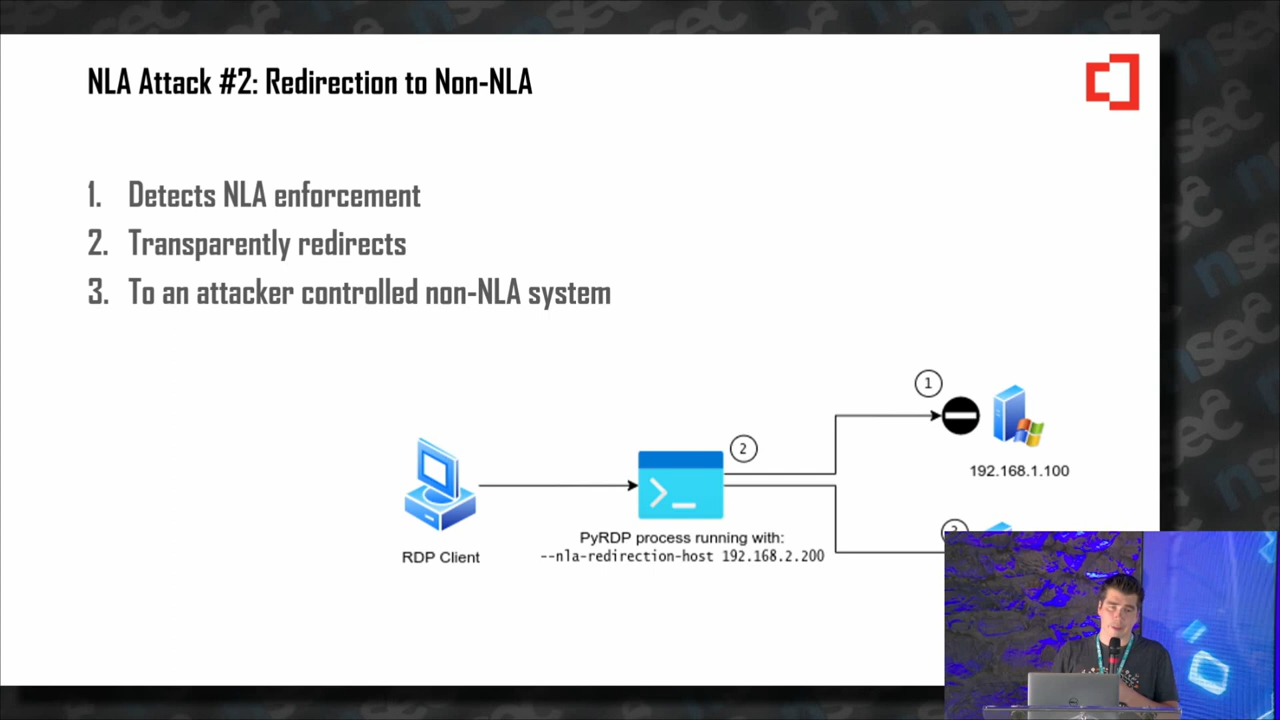 NLA Attack #2: Redirection to Non-NLA
1. Detects NLA enforcement
2. Transparently redirects
3. To an attacker controlled non-NLA system
1
2
192.168.1.100
RDP Client
PyRDP process running with:
--nla-redirection-host 192.168.2.200
nsec